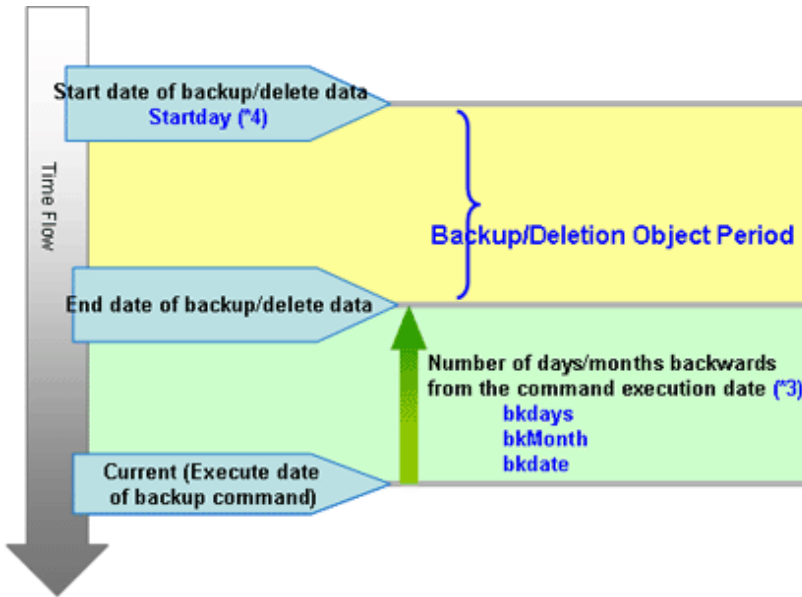 Start date of backup/delete data
Startday (*4)
Time Flow
Backup/Deletion Object Period
End date of backup/delete data
Number of days/months backwards
from the command execution date (*3)
bkdays
bkMonth
bkdate
Current (Execute date
of backup command)